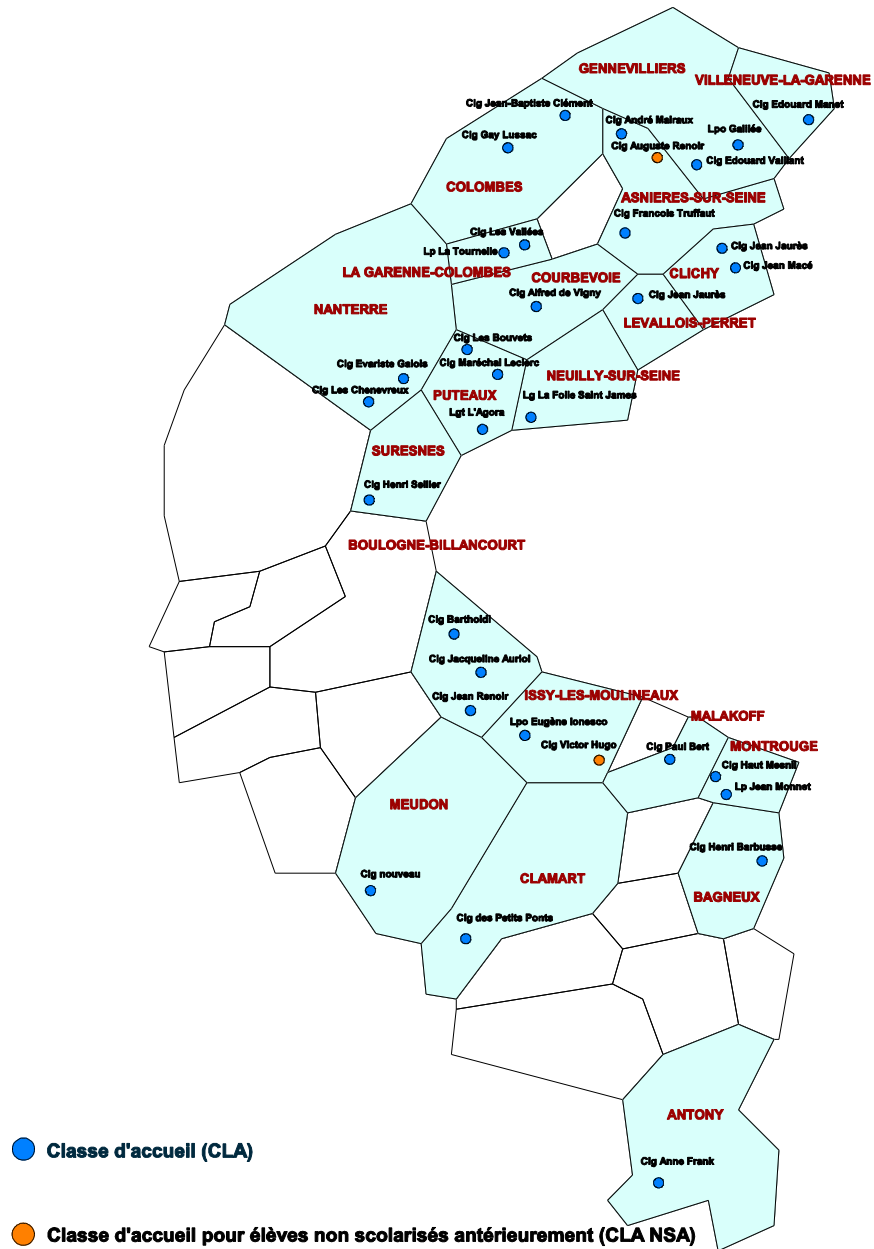 GENNEVILLIERS
VILLENEUVE-LA-GARENNE
Clg Jean-Baptiste Clément
Clg Edouard Manet
Clg André Malraux
Lpo Galilée
Clg Gay Lussac
Clg Auguste Renoir
Clg Edouard Vaillant
COLOMBES
ASNIERES-SUR-SEINE
Clg Francois Truffaut
Clg Les Vallées
Clg Jean Jaurès
Lp La Tournelle
Clg Jean Macé
LA GARENNE-COLOMBES
COURBEVOIE
CLICHY
Clg Alfred de Vigny
Clg Jean Jaurès
NANTERRE
LEVALLOIS-PERRET
Clg Les Bouvets
Clg Evariste Galois
Clg Maréchal Leclerc
NEUILLY-SUR-SEINE
Clg Les Chenevreux
PUTEAUX
Lg La Folie Saint James
Lgt L'Agora
SURESNES
Clg Henri Sellier
BOULOGNE-BILLANCOURT
Clg Bartholdi
Clg Jacqueline Auriol
Clg Jean Renoir
ISSY-LES-MOULINEAUX
Lpo Eugène Ionesco
MALAKOFF
Clg Victor Hugo
Clg Paul Bert
MONTROUGE
Clg Haut Mesnil
Lp Jean Monnet
MEUDON
Clg Henri Barbusse
Clg nouveau
CLAMART
BAGNEUX
Clg des Petits Ponts
ANTONY
Clg Anne Frank
Classe d'accueil (CLA)
Classe d'accueil pour élèves non scolarisés antérieurement (CLA NSA)